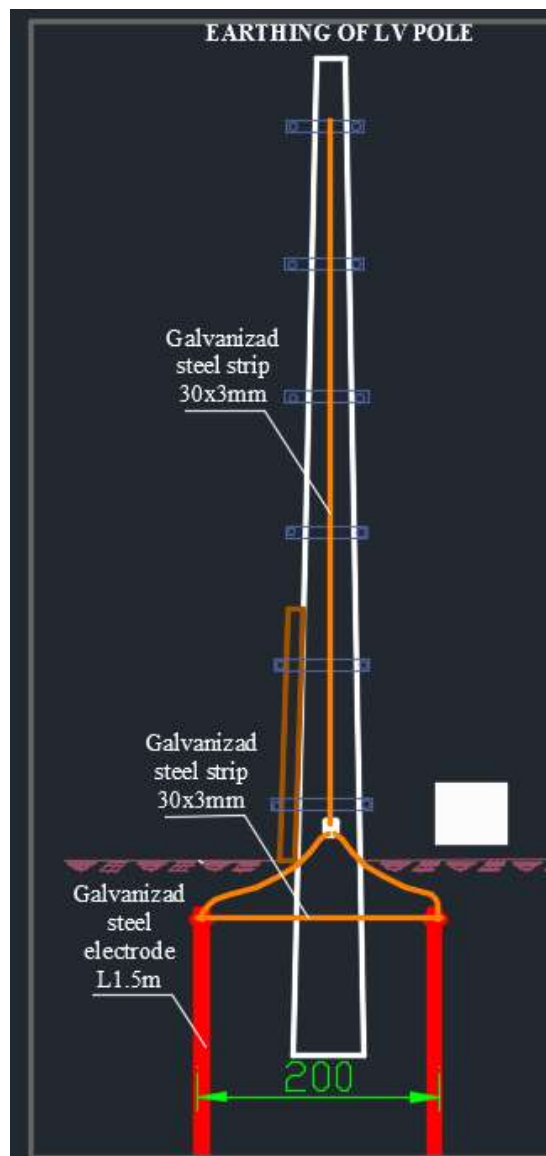 EARTHING OF LV POLE
Galvanizad
steel strip
30x3mm
Galvanizad
steel strip
30x3mm
Galvanizad
steel
electrode
L1.5m
200